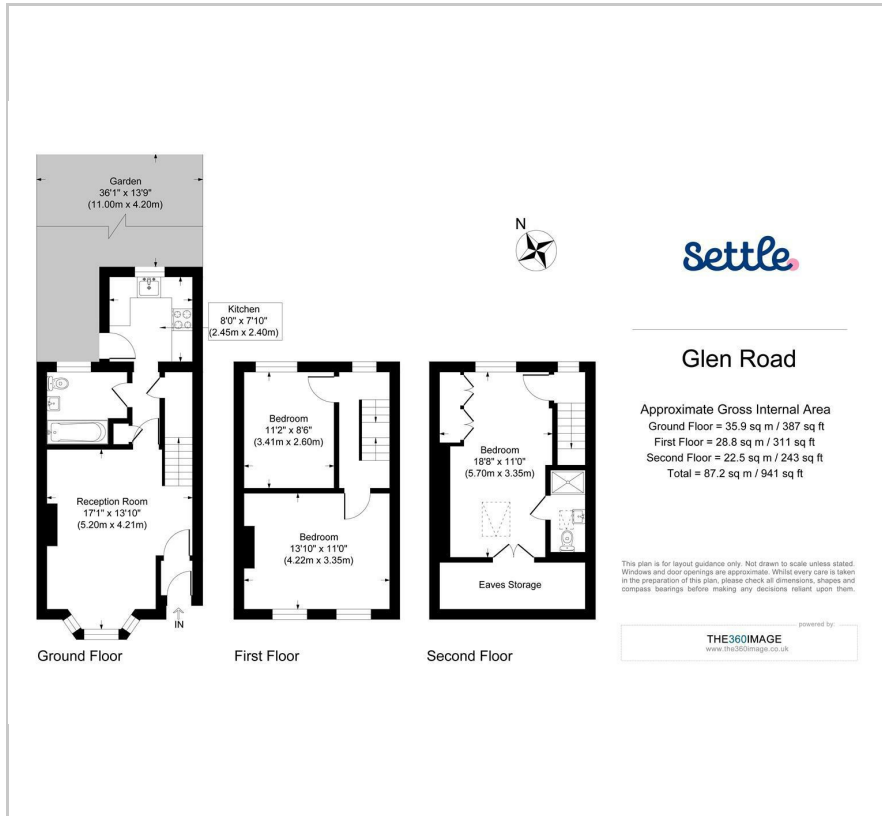 Garden
36'1" x 13'9"
(11.00m x 4.20m)
Kitchen
8'0" x 7'10"
(2.45m x 2.40m)
Reception Room
17'1" x 13'10"
(5.20m x 4.21m)
IN
Ground Floor
Bedroom
11'2" x 8'6"
(3.41m x 2.60m)
Bedroom
13'10" x 11'0"
(4.22m x 3.35m)
First Floor
N
Bedroom
18'8" x 11'0"
(5.70m x 3.35m)
Eaves Storage
Second Floor
settle
Glen Road
Approximate Gross Internal Area
Ground Floor = 35.9 sq m / 387 sq ft
First Floor = 28.8 sq m / 311 sq ft
Second Floor = 22.5 sq m / 243 sq ft
Total = 87.2 sq m / 941 sq ft
This plan is for layout guidance only. Not drawn to scale unless stated.
Windows and door openings are approximate. Whilst every care is taken
in the preparation of this plan, please check all dimensions, shapes and
compass bearings before making any decisions reliant upon them.
powered by:
THE360IMAGE
www.the360image.co.uk